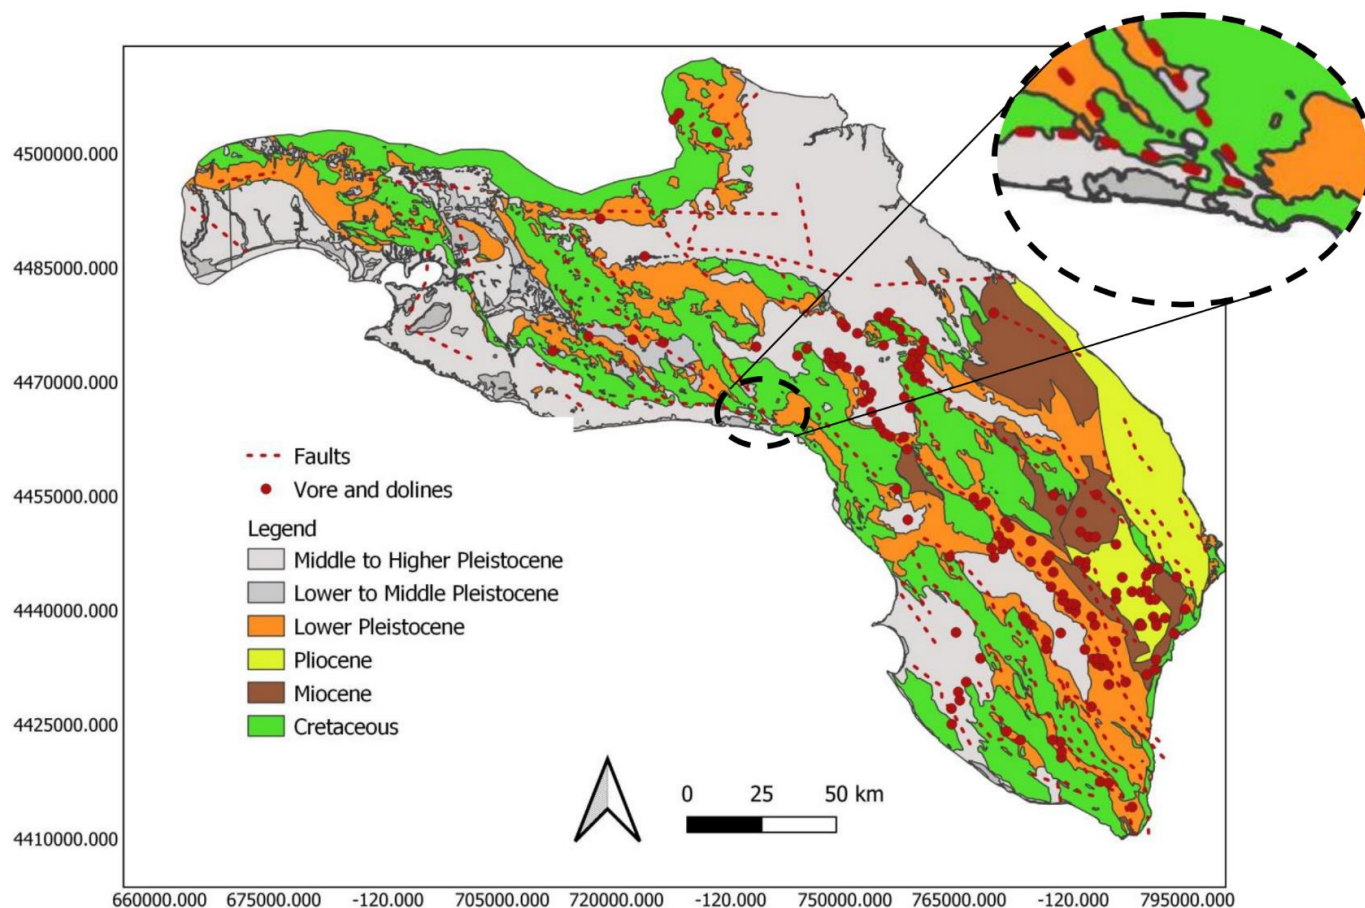 4500000.000
4485000.000
4470000.000
4455000.000
4440000.000
4425000.000
4410000.000
Faults
Vore and dolines
Legend
Middle to Higher Pleistocene
Lower to Middle Pleistocene
Lower Pleistocene
Pliocene
Miocene
Cretaceous
0 25 50 km
660000.000 675000.000 -120.000 705000.000 720000.000 -120.000 750000.000 765000.000 -120.000 795000.000